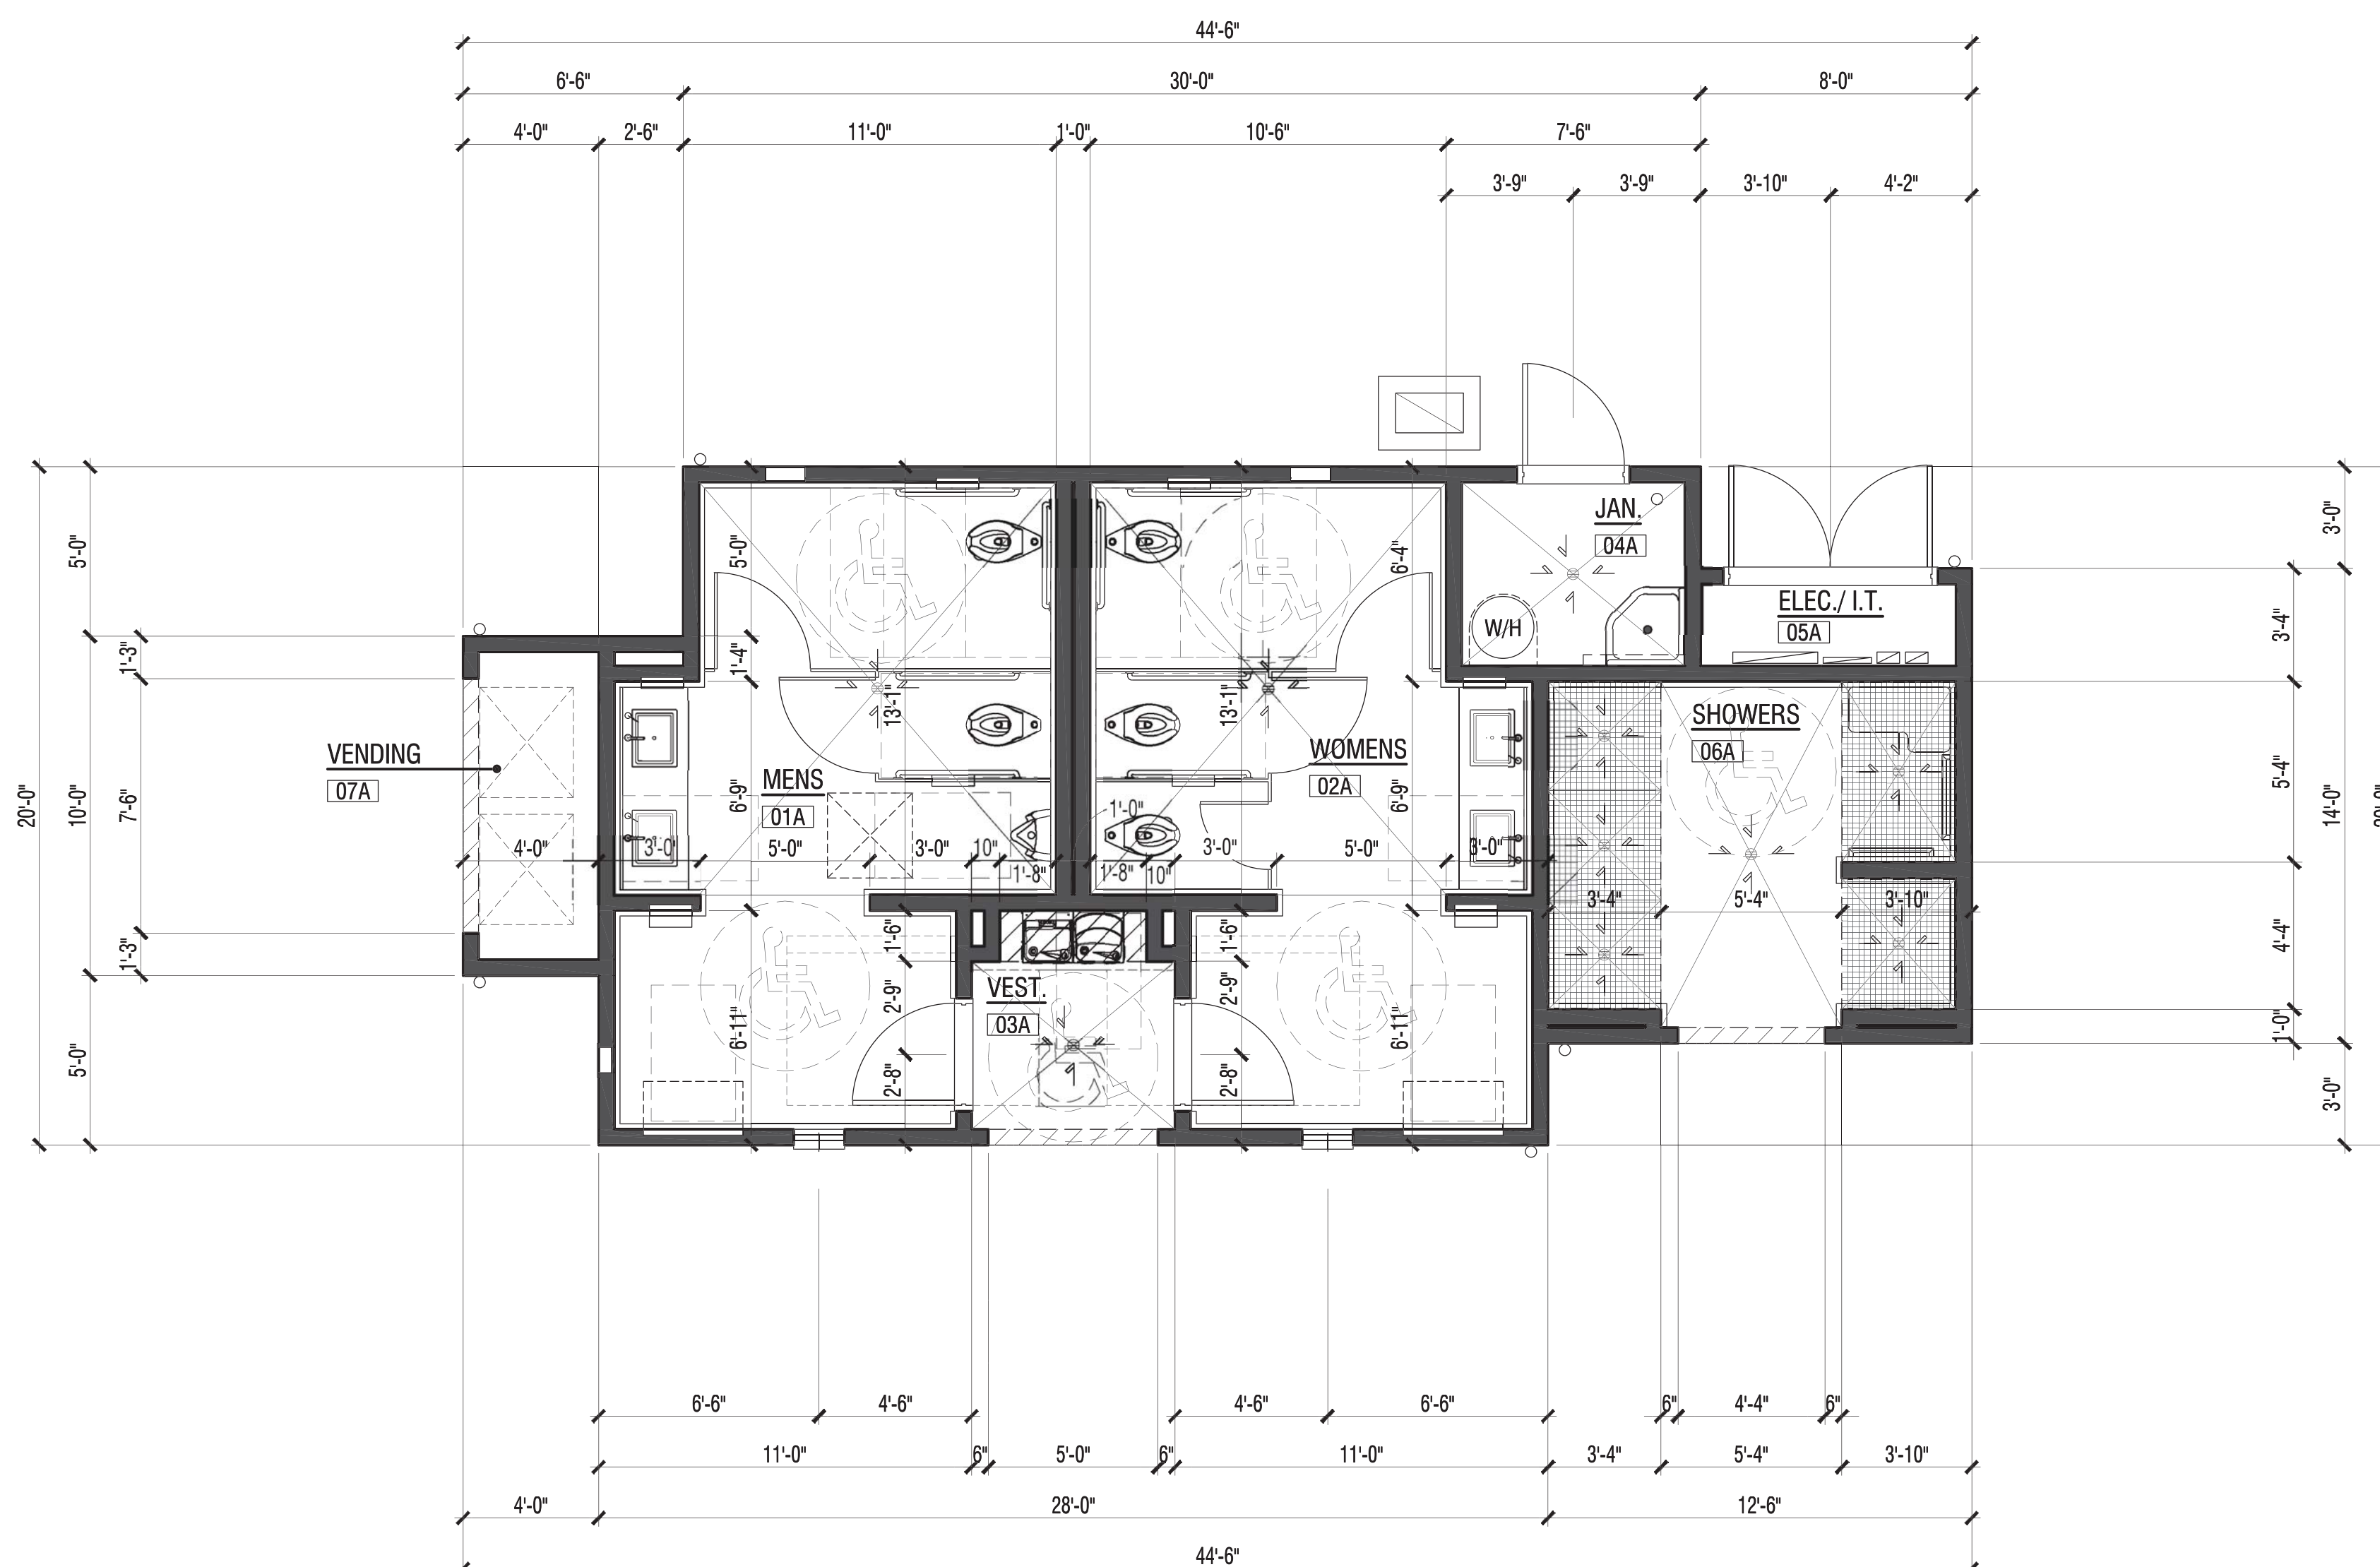 44'-6"
6'-6" 30'-0" 8'-0"
4'-0" 2'-6" 11'-0" 1'-0" 10'-6" 7'-6"
3'-9" 3'-9" 3'-10" 4'-2"
20'-0"
5'-0"
10'-0"
5'-0"
1'-3"
7'-6"
1'-3"
VENDING
07A
5'-0"
1'-4"
6'-9"
6'-11"
13'-1"
1'-6"
2'-9"
2'-8"
MENS
01A
4'-0" 3'-0" 5'-0" 3'-0" 10" 1'-8"
1'-0"
1'-8" 10" 3'-0" 5'-0" 3'-0"
VEST.
03A
1
13'-1"
1'-6"
2'-9"
2'-8"
6'-4"
6'-9"
6'-11"
WOMENS
02A
JAN.
04A
W/H
ELEC./ I.T.
05A
SHOWERS
06A
3'-4" 5'-4" 3'-10"
3'-4"
5'-4"
4'-4"
1'-0"
3'-0"
14'-0"
3'-0"
6'-6" 4'-6" 4'-6" 6'-6" 6" 4'-4" 6"
11'-0" 6" 5'-0" 6" 11'-0" 3'-4" 5'-4" 3'-10"
4'-0" 28'-0" 12'-6"
44'-6"